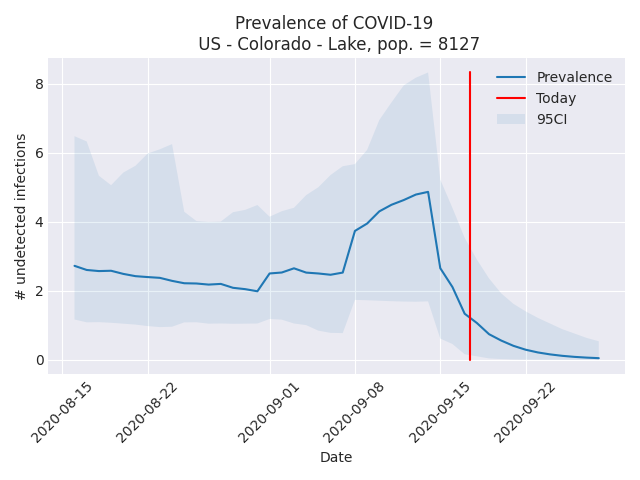 Prevalence of COVID-19
US - Colorado - Lake, pop. = 8127
Prevalence
Today
95CI
# undetected infections
8
6
4
2
0
2020-08-15
2020-08-22
2020-09-01
2020-09-08
2020-09-15
2020-09-22
Date